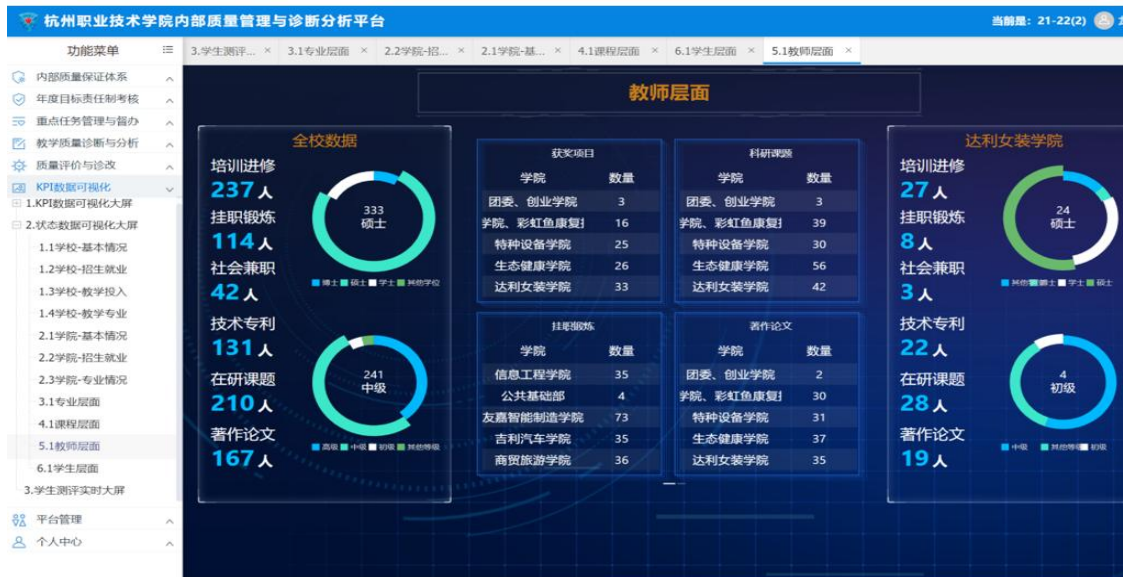 杭州职业技术学院内部质量管理与诊断分析平台
当前是: 21-22(2)
功能菜单
3.学生测评... ×
3.1专业层面 ×
2.2学院-招... ×
2.1学院-基... ×
4.1课程层面 ×
6.1学生层面 ×
5.1教师层面 ×
内部质量保证体系
年度目标责任制考核
重点任务管理与督办
教学质量诊断与分析
质量评价与诊改
KPI数据可视化
1.KPI数据可视化大屏
2.状态数据可视化大屏
1.1学校-基本情况
1.2学校-招生就业
1.3学校-教学投入
1.4学校-教学专业
2.1学院-基本情况
2.2学院-招生就业
2.3学院-专业情况
3.1专业层面
4.1课程层面
5.1教师层面
6.1学生层面
3.学生测评实时大屏
平台管理
个人中心
教师层面
全校数据
培训进修
237人
挂职锻炼
114人
社会兼职
42人
333
硕士
博士 硕士 学士 其他学位
技术专利
131人
在研课题
210人
著作论文
167人
241
中级
高级 中级 初级 其他等级
获奖项目
学院 数量
团委、创业学院 3
学院、彩虹鱼康复 16
特种设备学院 25
生态健康学院 26
达利女装学院 33
科研课题
学院 数量
团委、创业学院 3
学院、彩虹鱼康复 39
特种设备学院 30
生态健康学院 56
达利女装学院 42
挂职锻炼
学院 数量
信息工程学院 35
公共基础部 4
友嘉智能制造学院 73
吉利汽车学院 35
商贸旅游学院 36
著作论文
学院 数量
团委、创业学院 2
学院、彩虹鱼康复 30
特种设备学院 31
生态健康学院 37
达利女装学院 35
达利女装学院
培训进修
27人
挂职锻炼
8人
社会兼职
3人
24
硕士
其他 博士 学士 硕士
技术专利
22人
在研课题
28人
著作论文
19人
4
初级
中级 其他等级 初级